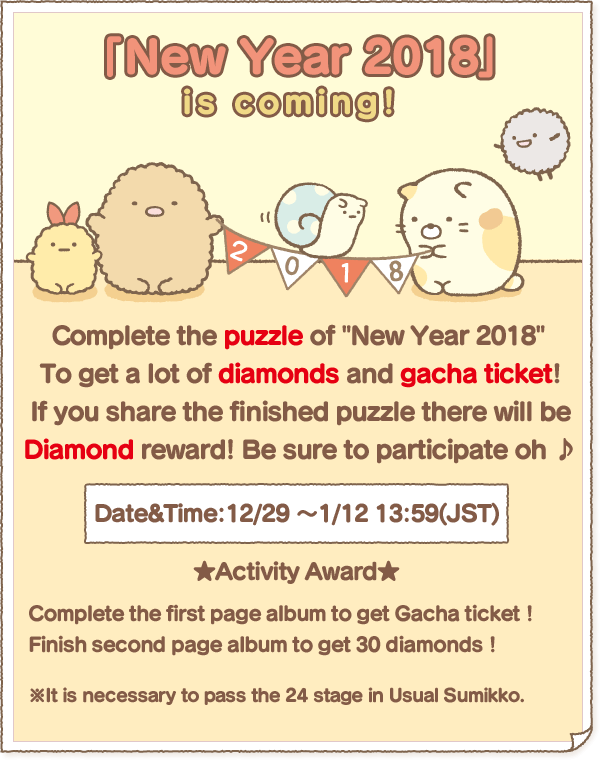 「New Year 2018」
is coming!
2018
Complete the puzzle of "New Year 2018"
To get a lot of diamonds and gacha ticket!
If you share the finished puzzle there will be
Diamond reward! Be sure to participate oh ♪
Date&Time:12/29 ～1/12 13:59(JST)
★Activity Award★
Complete the first page album to get Gacha ticket !
Finish second page album to get 30 diamonds !
※It is necessary to pass the 24 stage in Usual Sumikko.